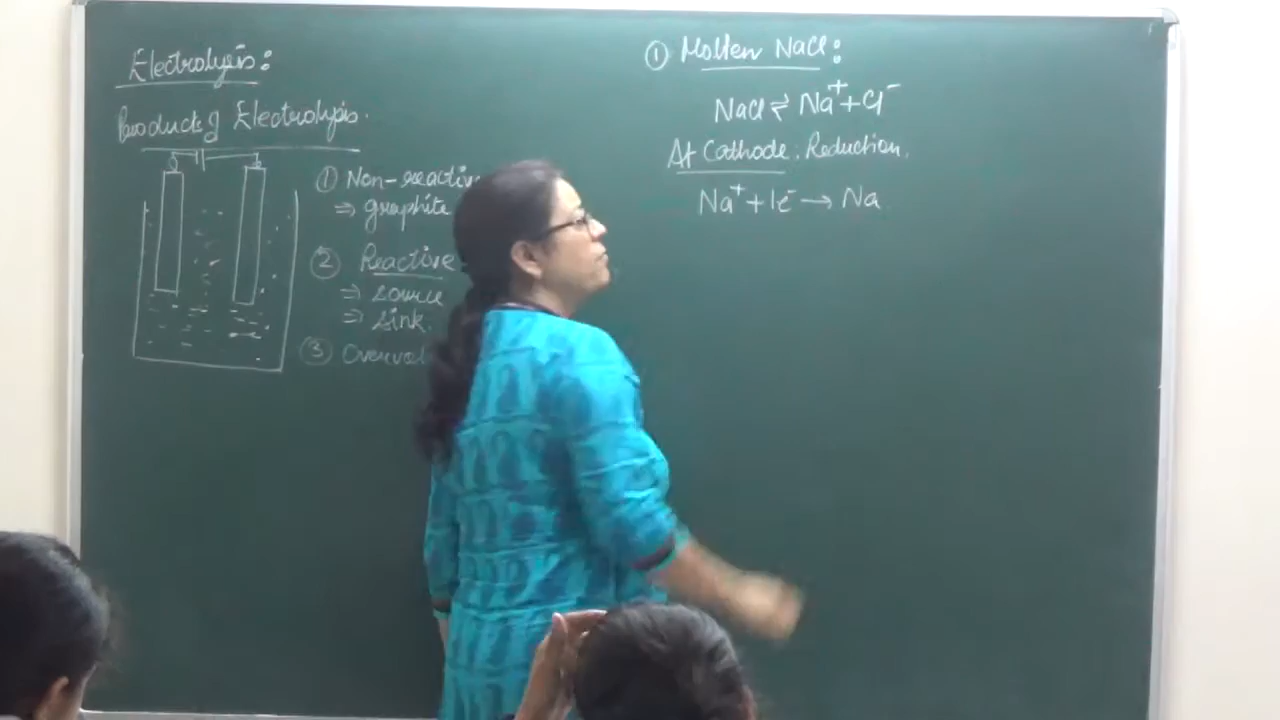 Electrolysis:
Products of Electrolysis.
① Non-reactive
⇒ graphite
② Reactive
⇒ source
⇒ sink.
③
① Molten NaCl:
NaCl ⇌ Na⁺ + Cl⁻
At Cathode: Reduction.
Na⁺ + 1e⁻ → Na